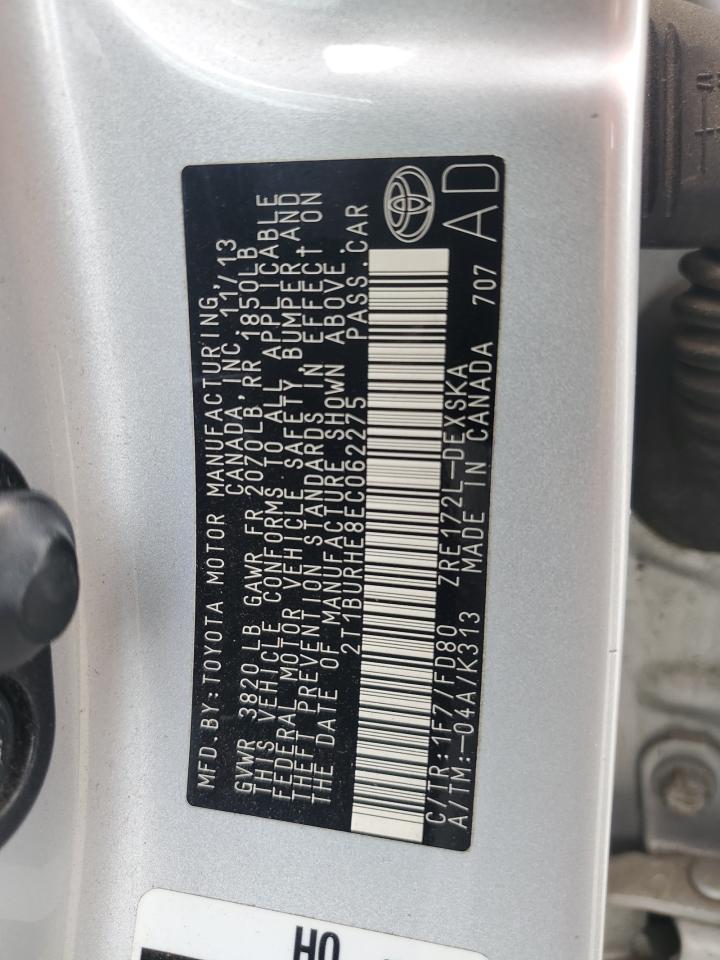 MFD.BY:TOYOTA MOTOR MANUFACTURING,
CANADA,INC. 11/13
GVWR 3820 LB GAWR FR 2070 LB RR 1850LB
THIS VEHICLE CONFORMS TO ALL APPLICABLE
FEDERAL MOTOR VEHICLE SAFETY, BUMPER, AND
THEFT PREVENTION STANDARDS IN EFFECT ON
THE DATE OF MANUFACTURE SHOWN ABOVE.
2T1BURHE8EC062275 PASS.CAR
C/TR:1F7/FD80 ZRE172L-DEXSKA
A/TM:-04A/K313 MADE IN CANADA 707
AD
HO